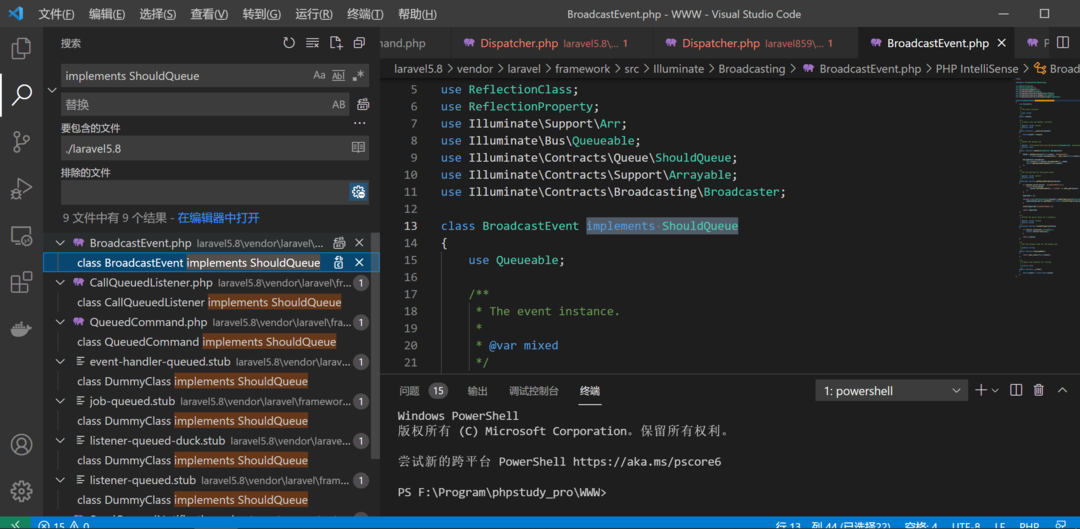 文件(F) 编辑(E) 选择(S) 查看(V) 转到(G) 运行(R) 终端(T) 帮助(H) BroadcastEvent.php - WWW - Visual Studio Code
搜索
implements ShouldQueue Aa Abl .*
替换 AB
...
要包含的文件
./laravel5.8
排除的文件
9 文件中有 9 个结果 - 在编辑器中打开
BroadcastEvent.php laravel5.8\vendor\laravel\...
class BroadcastEvent implements ShouldQueue
CallQueuedListener.php laravel5.8\vendor\laravel\fr... 1
class CallQueuedListener implements ShouldQueue
QueuedCommand.php laravel5.8\vendor\laravel\fra... 1
class QueuedCommand implements ShouldQueue
event-handler-queued.stub laravel5.8\vendor\larav... 1
class DummyClass implements ShouldQueue
job-queued.stub laravel5.8\vendor\laravel\framewor... 1
class DummyClass implements ShouldQueue
listener-queued-duck.stub laravel5.8\vendor\larave... 1
class DummyClass implements ShouldQueue
listener-queued.stub laravel5.8\vendor\laravel\fram... 1
class DummyClass implements ShouldQueue
mand.php Dispatcher.php laravel5.8\... 1 Dispatcher.php laravel859\... 1 BroadcastEvent.php
laravel5.8 > vendor > laravel > framework > src > Illuminate > Broadcasting > BroadcastEvent.php > PHP IntelliSense > Broad
5 use ReflectionClass;
6 use ReflectionProperty;
7 use Illuminate\Support\Arr;
8 use Illuminate\Bus\Queueable;
9 use Illuminate\Contracts\Queue\ShouldQueue;
10 use Illuminate\Contracts\Support\Arrayable;
11 use Illuminate\Contracts\Broadcasting\Broadcaster;
12
13 class BroadcastEvent implements ShouldQueue
14 {
15 use Queueable;
16
17 /**
18 * The event instance.
19 *
20 * @var mixed
21 */
问题 15 输出 调试控制台 终端 1: powershell
Windows PowerShell
版权所有 (C) Microsoft Corporation。保留所有权利。
尝试新的跨平台 PowerShell https://aka.ms/pscore6
PS F:\Program\phpstudy_pro\WWW>
15 0 行 13, 列 44 (已选择22) 空格: 4 UTF-8 LF PHP